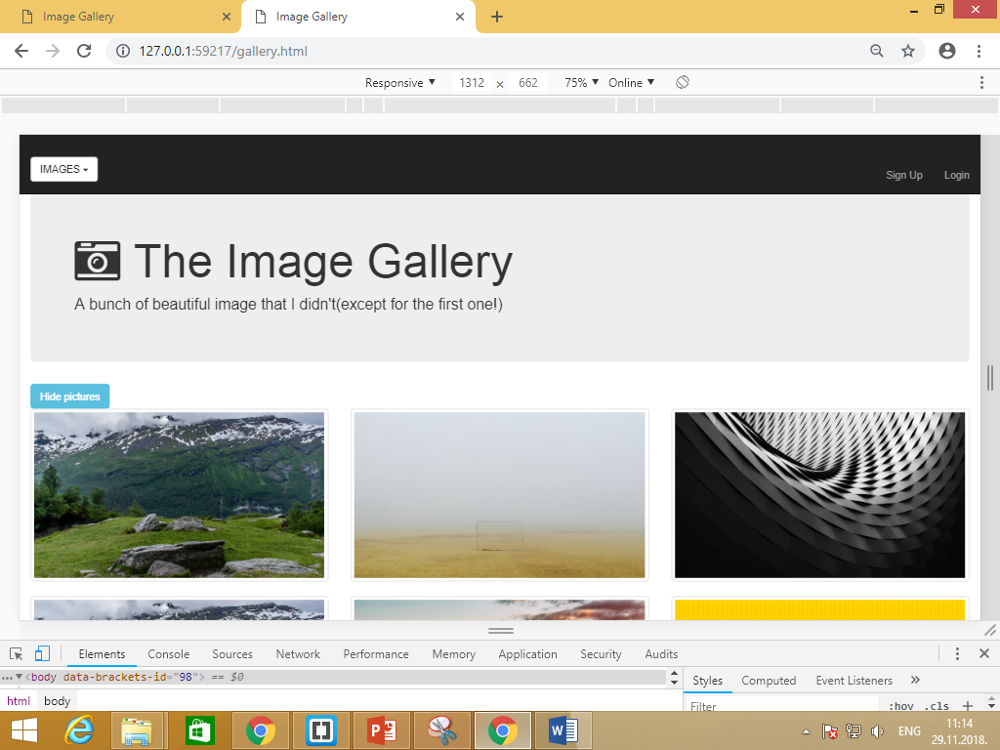 Image Gallery
Image Gallery
127.0.0.1:59217/gallery.html
Responsive 1312 x 662 75% Online
IMAGES
Sign Up Login
The Image Gallery
A bunch of beautiful image that I didn't(except for the first one!)
Hide pictures
Elements Console Sources Network Performance Memory Application Security Audits
…<body data-brackets-id="98"> == $0
Styles Computed Event Listeners »
html body
Filter :hov .cls +
ENG 11:14
29.11.2018.